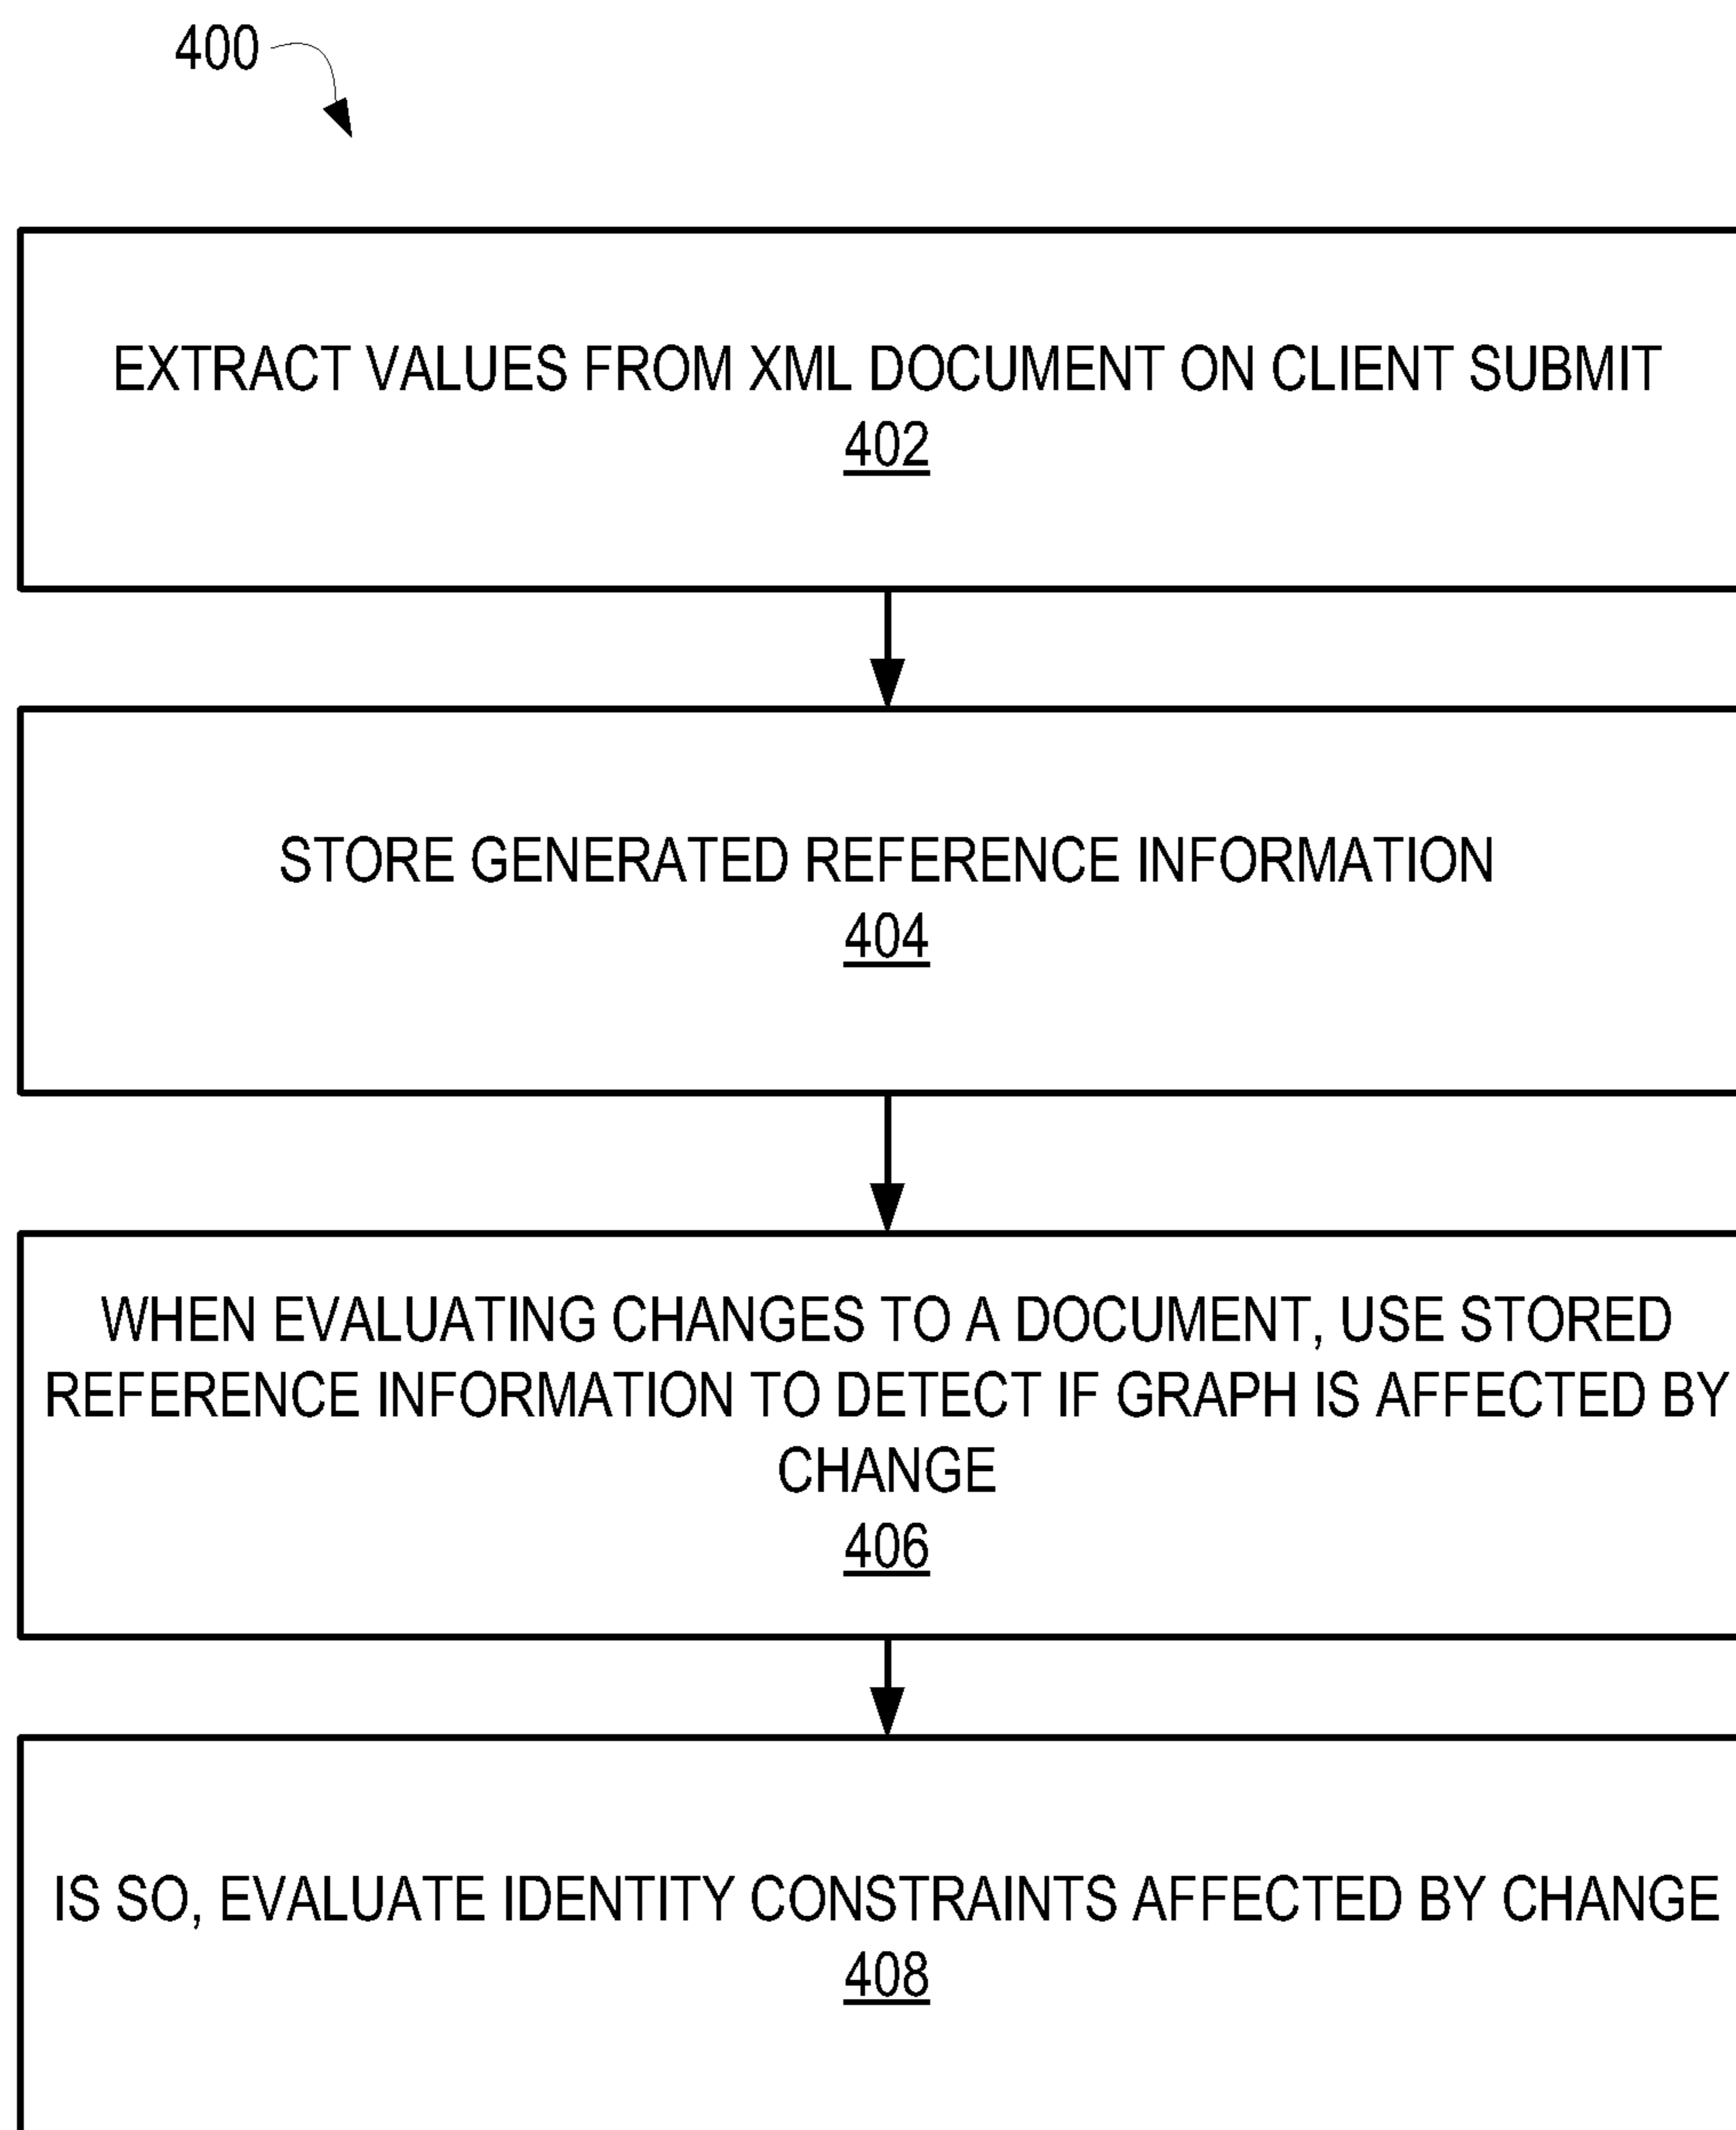 400
EXTRACT VALUES FROM XML DOCUMENT ON CLIENT SUBMIT
402
STORE GENERATED REFERENCE INFORMATION
404
WHEN EVALUATING CHANGES TO A DOCUMENT, USE STORED
REFERENCE INFORMATION TO DETECT IF GRAPH IS AFFECTED BY
CHANGE
406
IS SO, EVALUATE IDENTITY CONSTRAINTS AFFECTED BY CHANGE
408